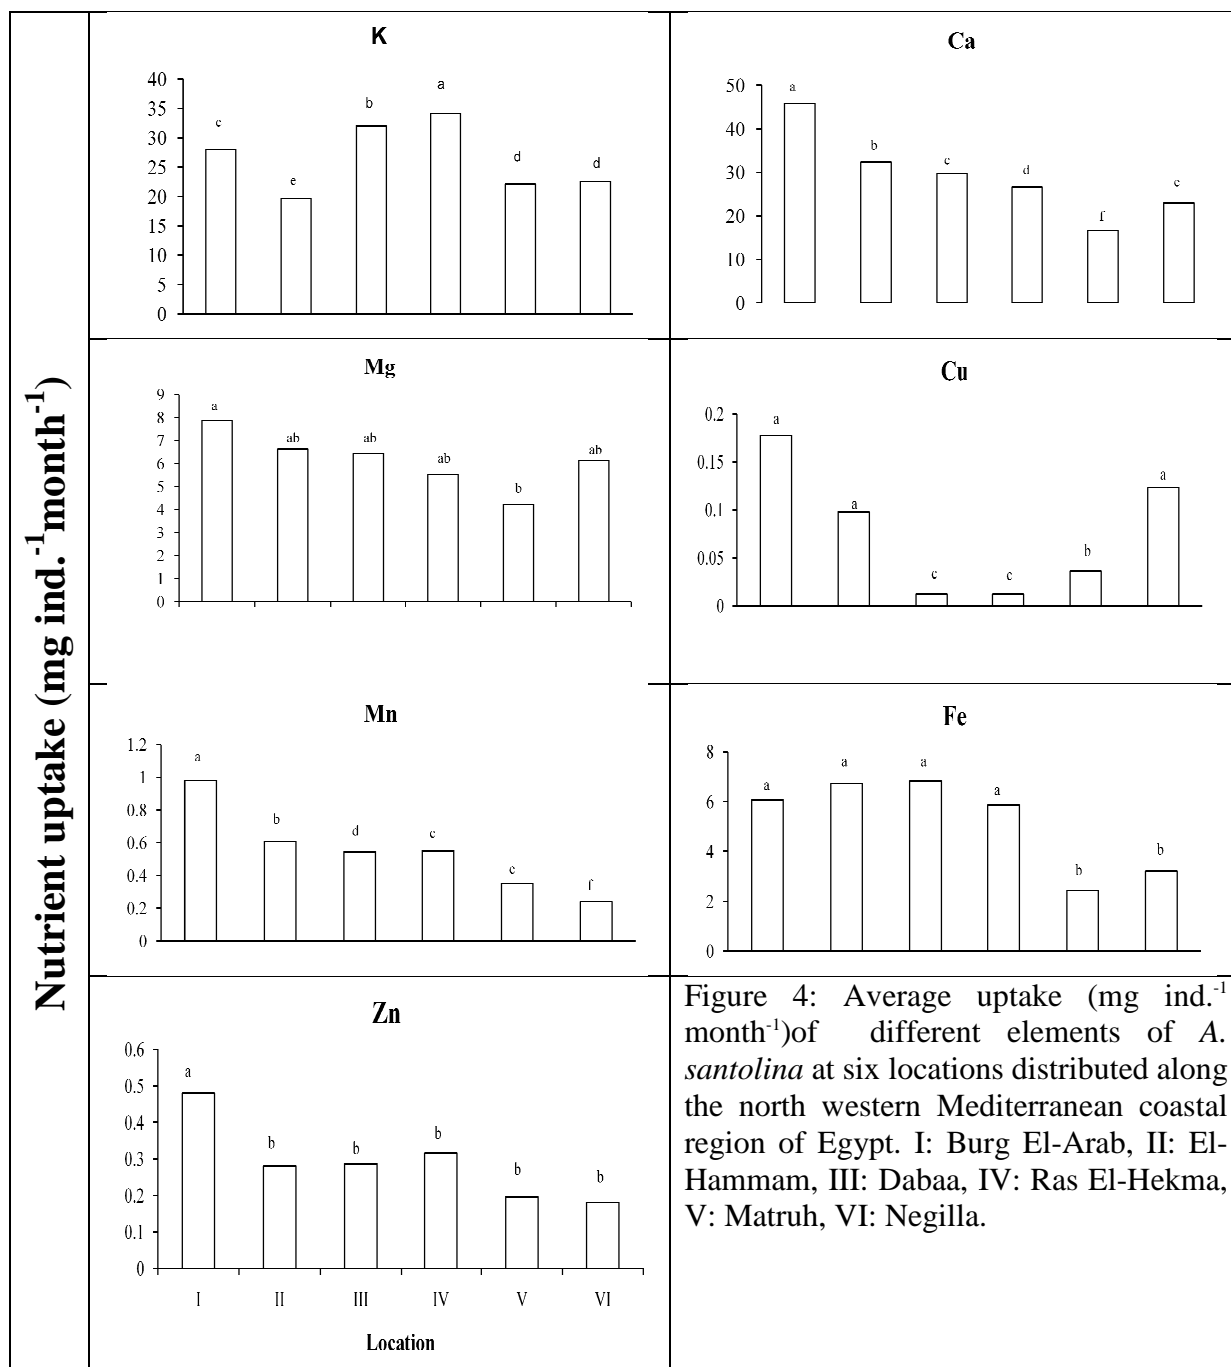 Nutrient uptake (mg ind.⁻¹month⁻¹)
K
40
35
30
25
20
15
10
5
0
c
e
b
a
d
d
Ca
50
40
30
20
10
0
a
b
c
d
f
c
Mg
9
8
7
6
5
4
3
2
1
0
a
ab
ab
ab
b
ab
Cu
0.2
0.15
0.1
0.05
0
a
a
c
c
b
a
Mn
1.2
1
0.8
0.6
0.4
0.2
0
a
b
d
c
c
f
Fe
8
6
4
2
0
a
a
a
a
b
b
Zn
0.6
0.5
0.4
0.3
0.2
0.1
0
a
b
b
b
b
b
I II III IV V VI
Location
Figure 4: Average uptake (mg ind.⁻¹
month⁻¹)of different elements of A.
santolina at six locations distributed along
the north western Mediterranean coastal
region of Egypt. I: Burg El-Arab, II: El-
Hammam, III: Dabaa, IV: Ras El-Hekma,
V: Matruh, VI: Negilla.